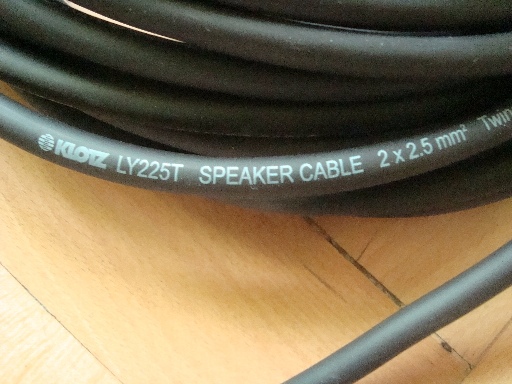 KLOTZ LY225T SPEAKER CABLE 2 x 2.5 mm² Twin